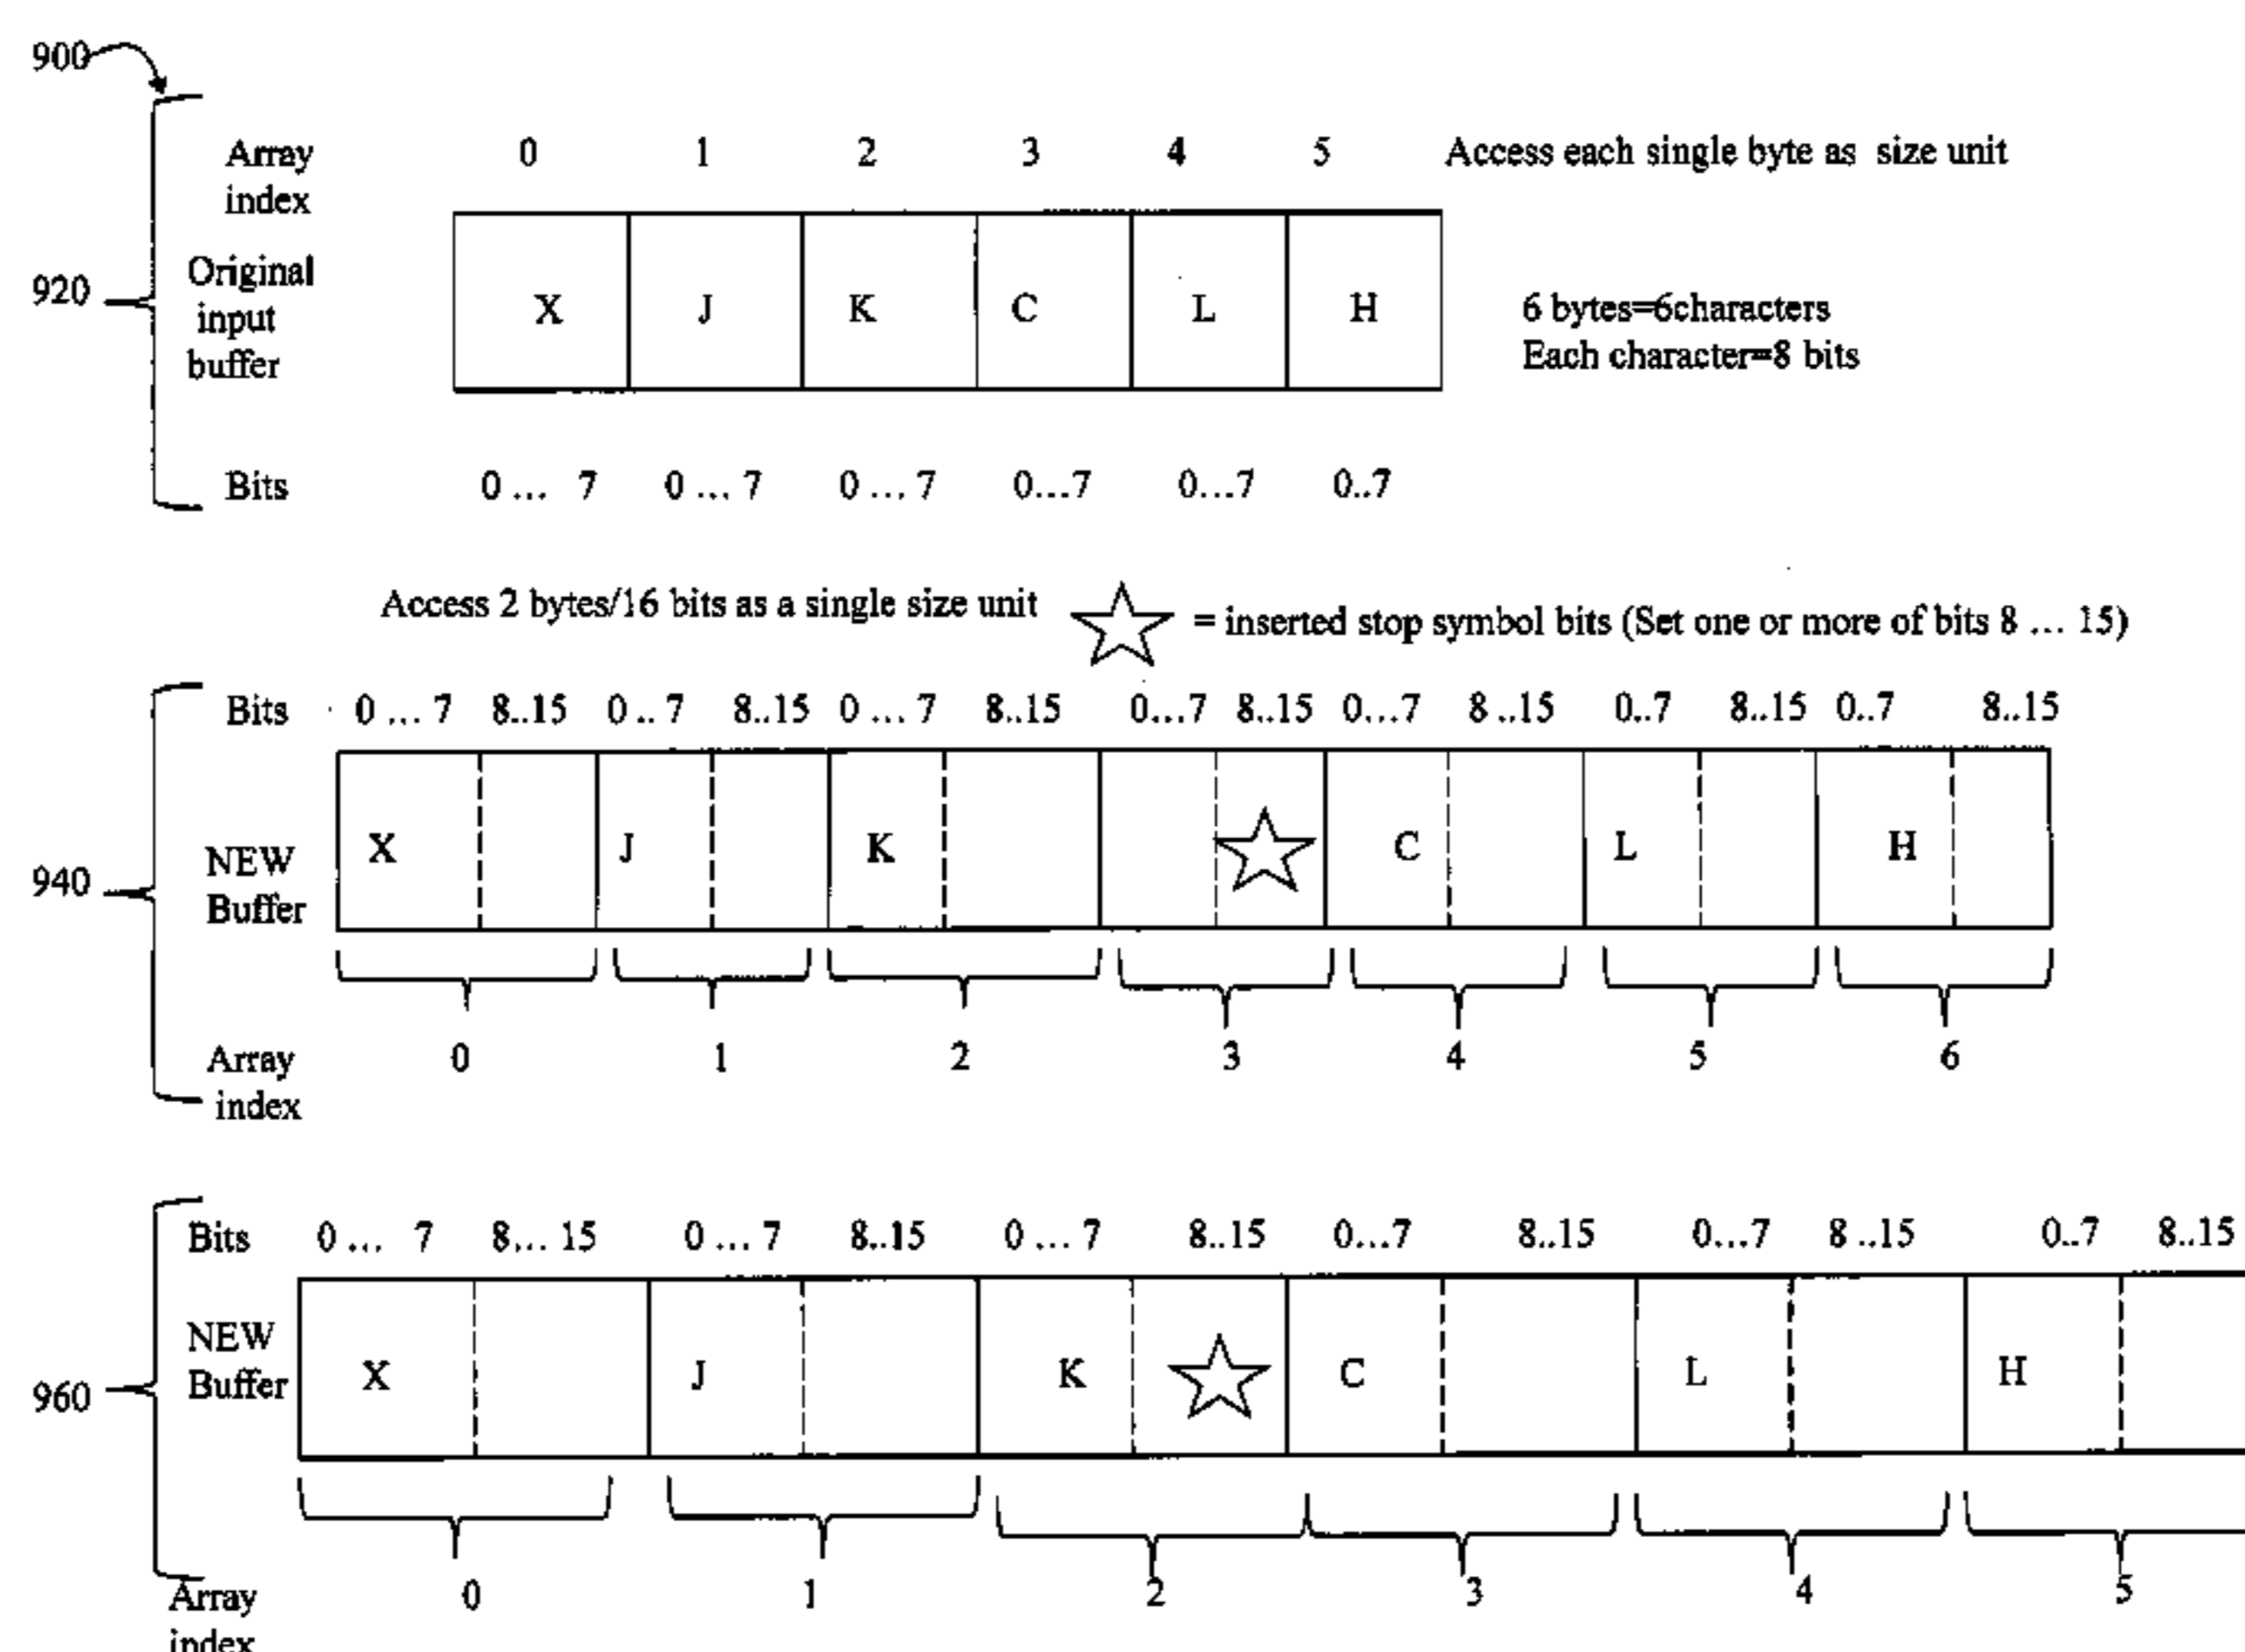 900
Array index 0 1 2 3 4 5 Access each single byte as size unit
920
Original input buffer
X J K C L H
6 bytes=6characters
Each character=8 bits
Bits 0 ... 7 0 ... 7 0 ... 7 0...7 0...7 0..7
Access 2 bytes/16 bits as a single size unit = inserted stop symbol bits (Set one or more of bits 8 ... 15)
Bits 0 ... 7 8..15 0 .. 7 8..15 0 ... 7 8..15 0...7 8..15 0...7 8 ..15 0..7 8..15 0..7 8..15
940
NEW Buffer
X J K C L H
Array index 0 1 2 3 4 5 6
Bits 0 ... 7 8... 15 0 ... 7 8..15 0 ... 7 8..15 0...7 8..15 0...7 8 ..15 0..7 8..15
960
NEW Buffer
X J K C L H
Array index 0 1 2 3 4 5